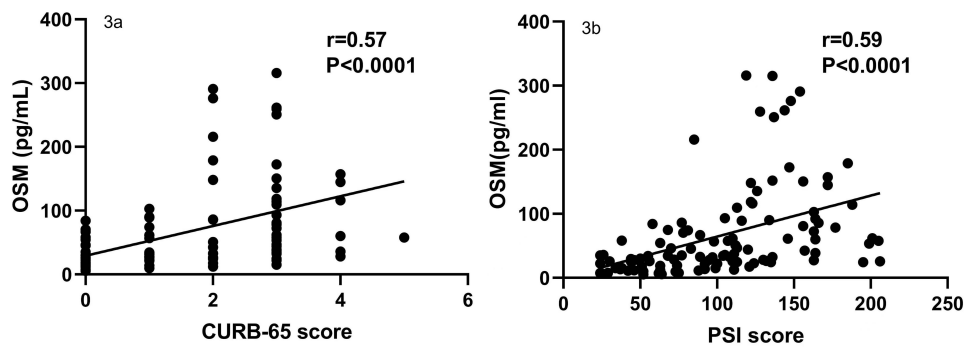 3a
r=0.57
P<0.0001
OSM (pg/mL)
400
300
200
100
0
0
2
4
6
CURB-65 score
3b
r=0.59
P<0.0001
OSM(pg/ml)
400
300
200
100
0
0
50
100
150
200
250
PSI score